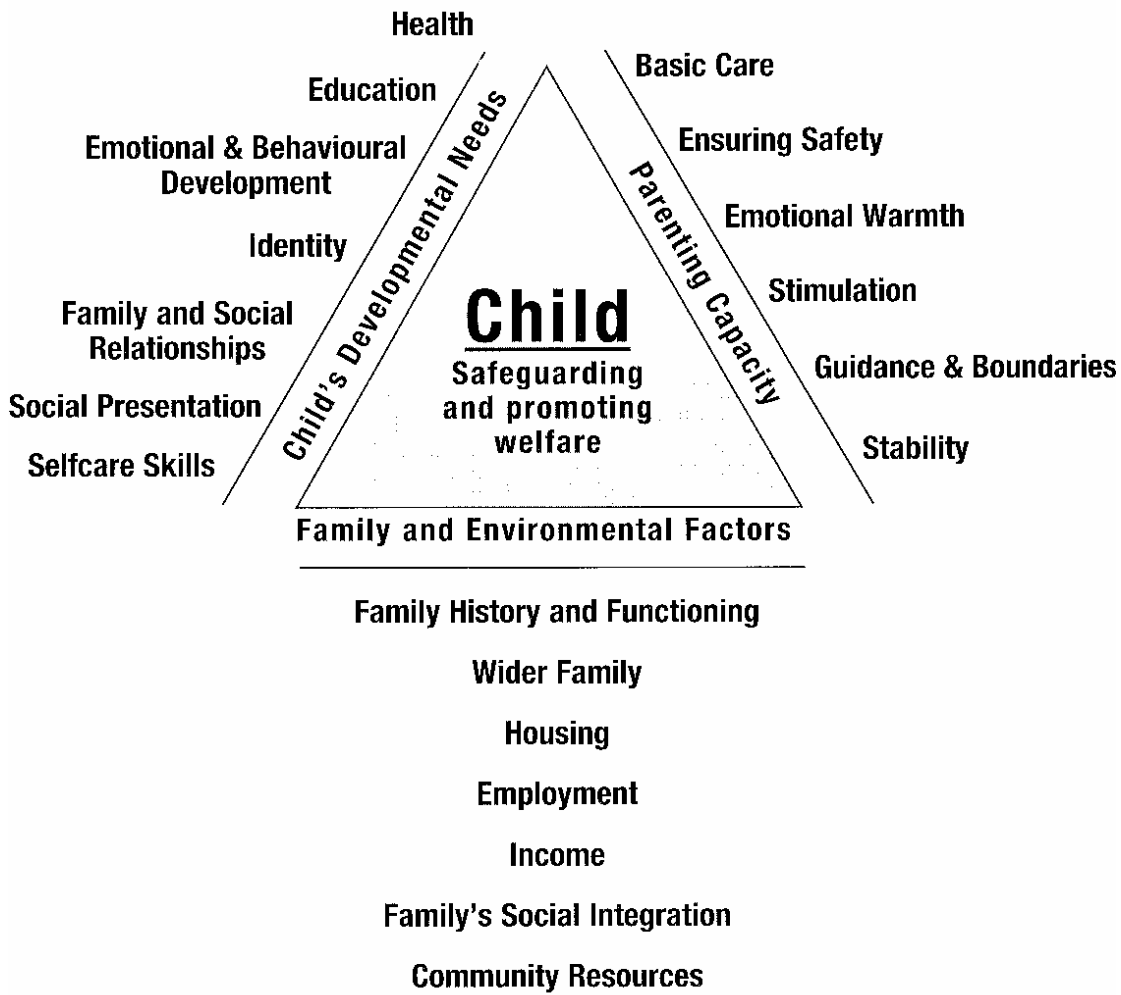 Health
Education
Emotional & Behavioural
Development
Identity
Family and Social
Relationships
Social Presentation
Selfcare Skills
Child's Developmental Needs
Basic Care
Ensuring Safety
Emotional Warmth
Stimulation
Guidance & Boundaries
Stability
Parenting Capacity
Child
Safeguarding
and promoting
welfare
Family and Environmental Factors
Family History and Functioning
Wider Family
Housing
Employment
Income
Family's Social Integration
Community Resources